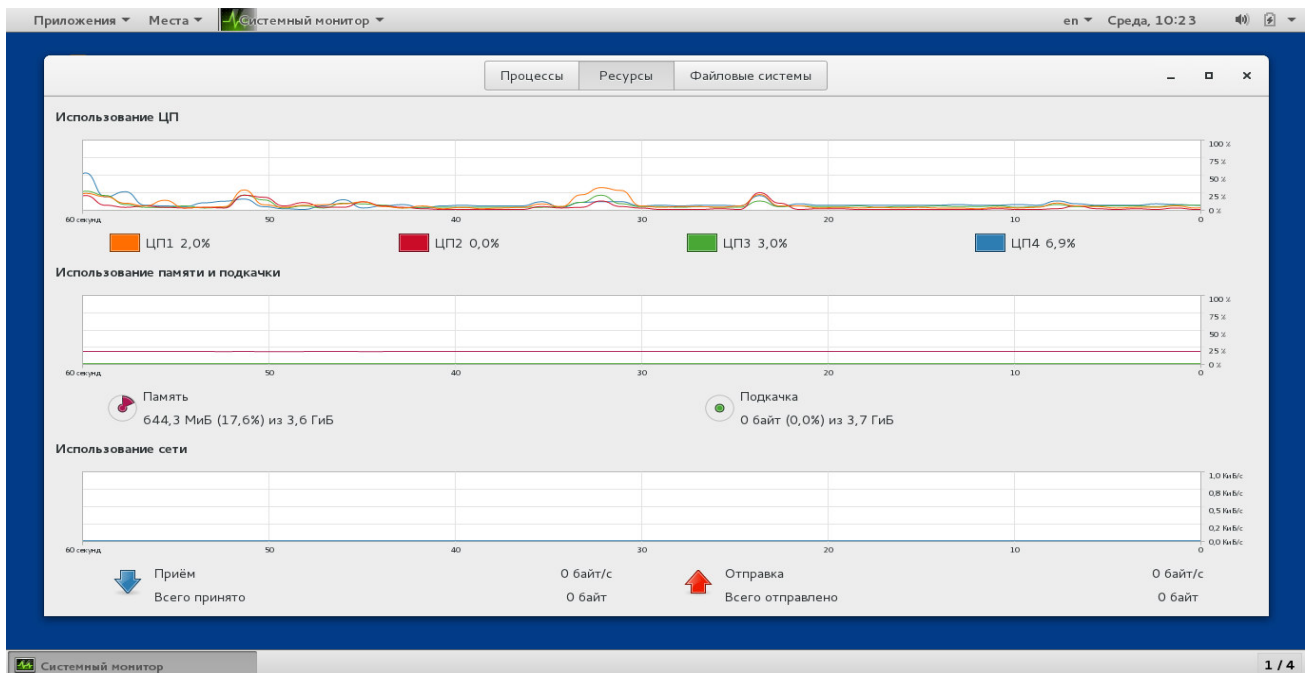 Приложения Места Системный монитор en Среда, 10:23
Процессы Ресурсы Файловые системы
Использование ЦП
100 %
75 %
50 %
25 %
0 %
60 секунд 50 40 30 20 10 0
ЦП1 2,0% ЦП2 0,0% ЦП3 3,0% ЦП4 6,9%
Использование памяти и подкачки
100 %
75 %
50 %
25 %
0 %
60 секунд 50 40 30 20 10 0
Память Подкачка
644,3 МиБ (17,6%) из 3,6 ГиБ 0 байт (0,0%) из 3,7 ГиБ
Использование сети
1,0 КиБ/с
0,8 КиБ/с
0,5 КиБ/с
0,2 КиБ/с
0,0 КиБ/с
60 секунд 50 40 30 20 10 0
Приём 0 байт/с Отправка 0 байт/с
Всего принято 0 байт Всего отправлено 0 байт
Системный монитор 1 / 4